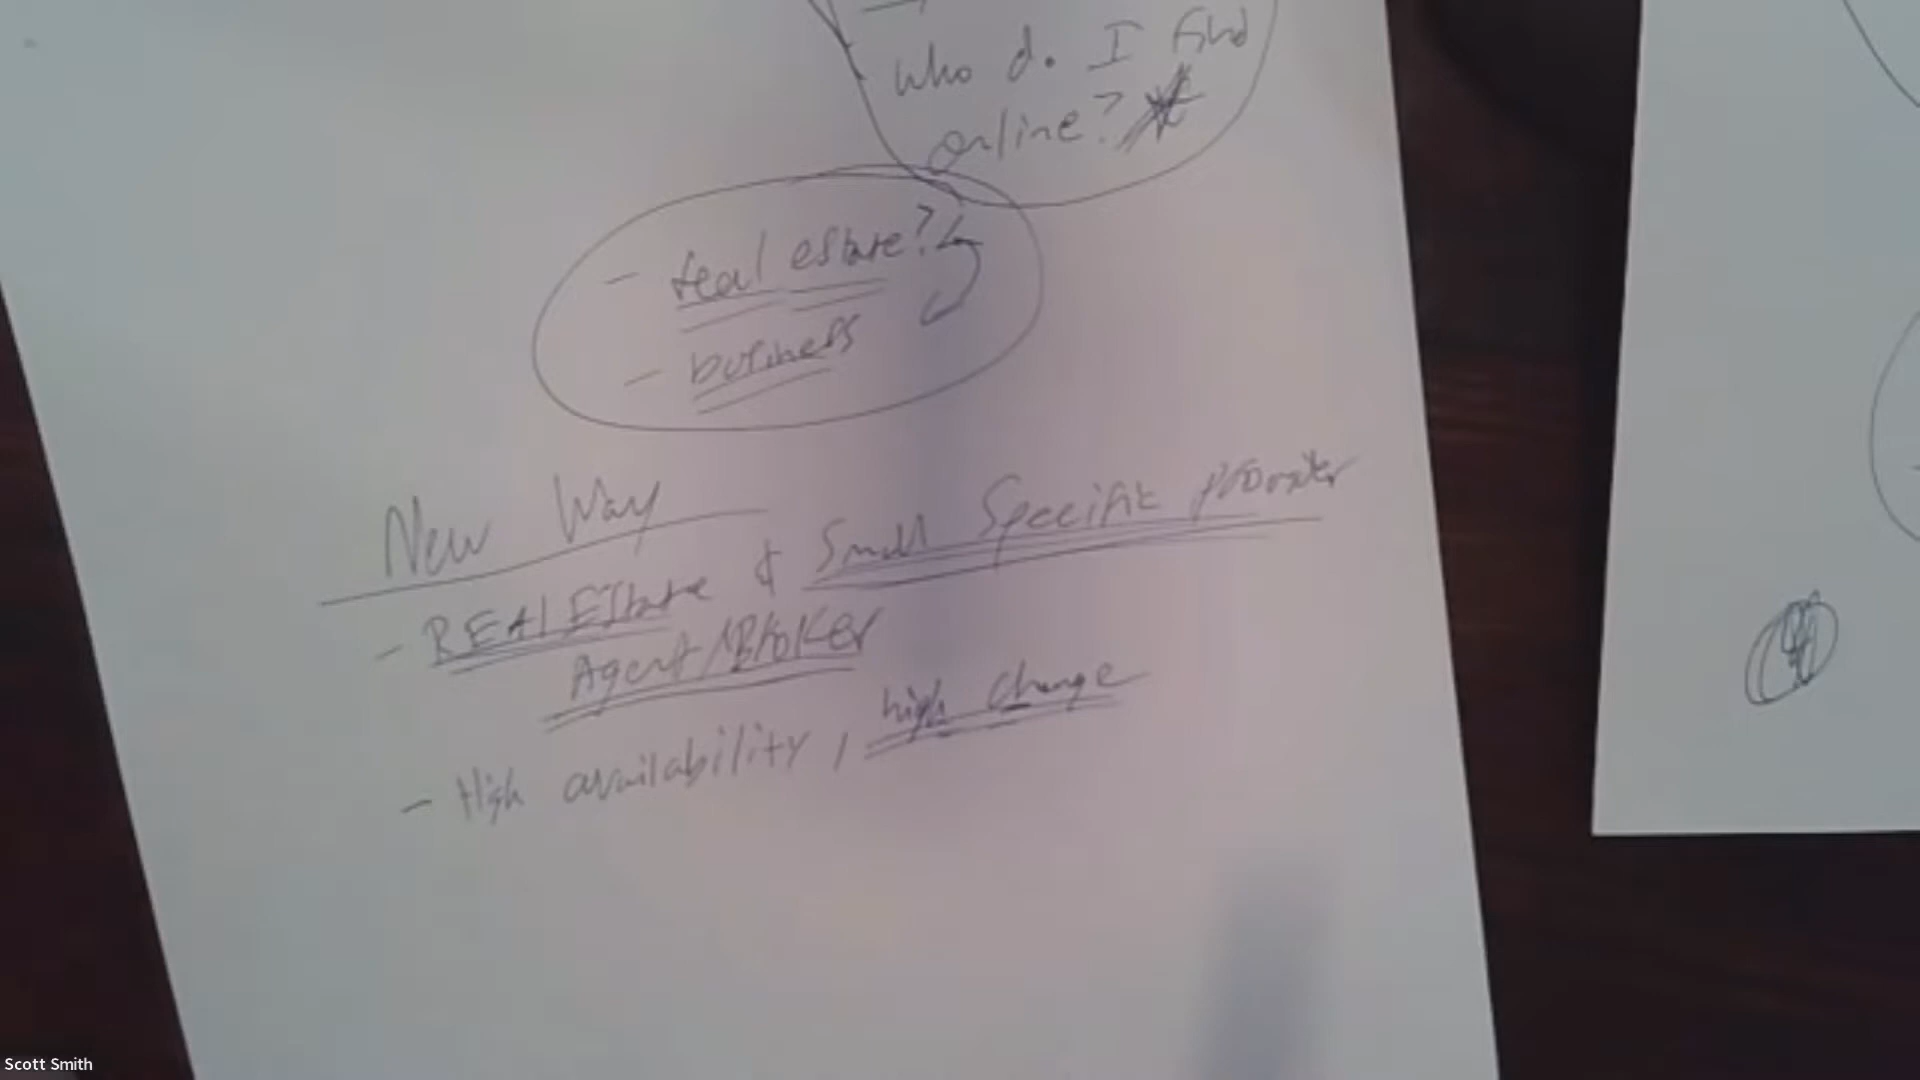 Who do I find
online?
- real estate?
- business
New Way
- REAl EState & Small Specific promoter
Agent/Broker
- High availability, high change
Scott Smith